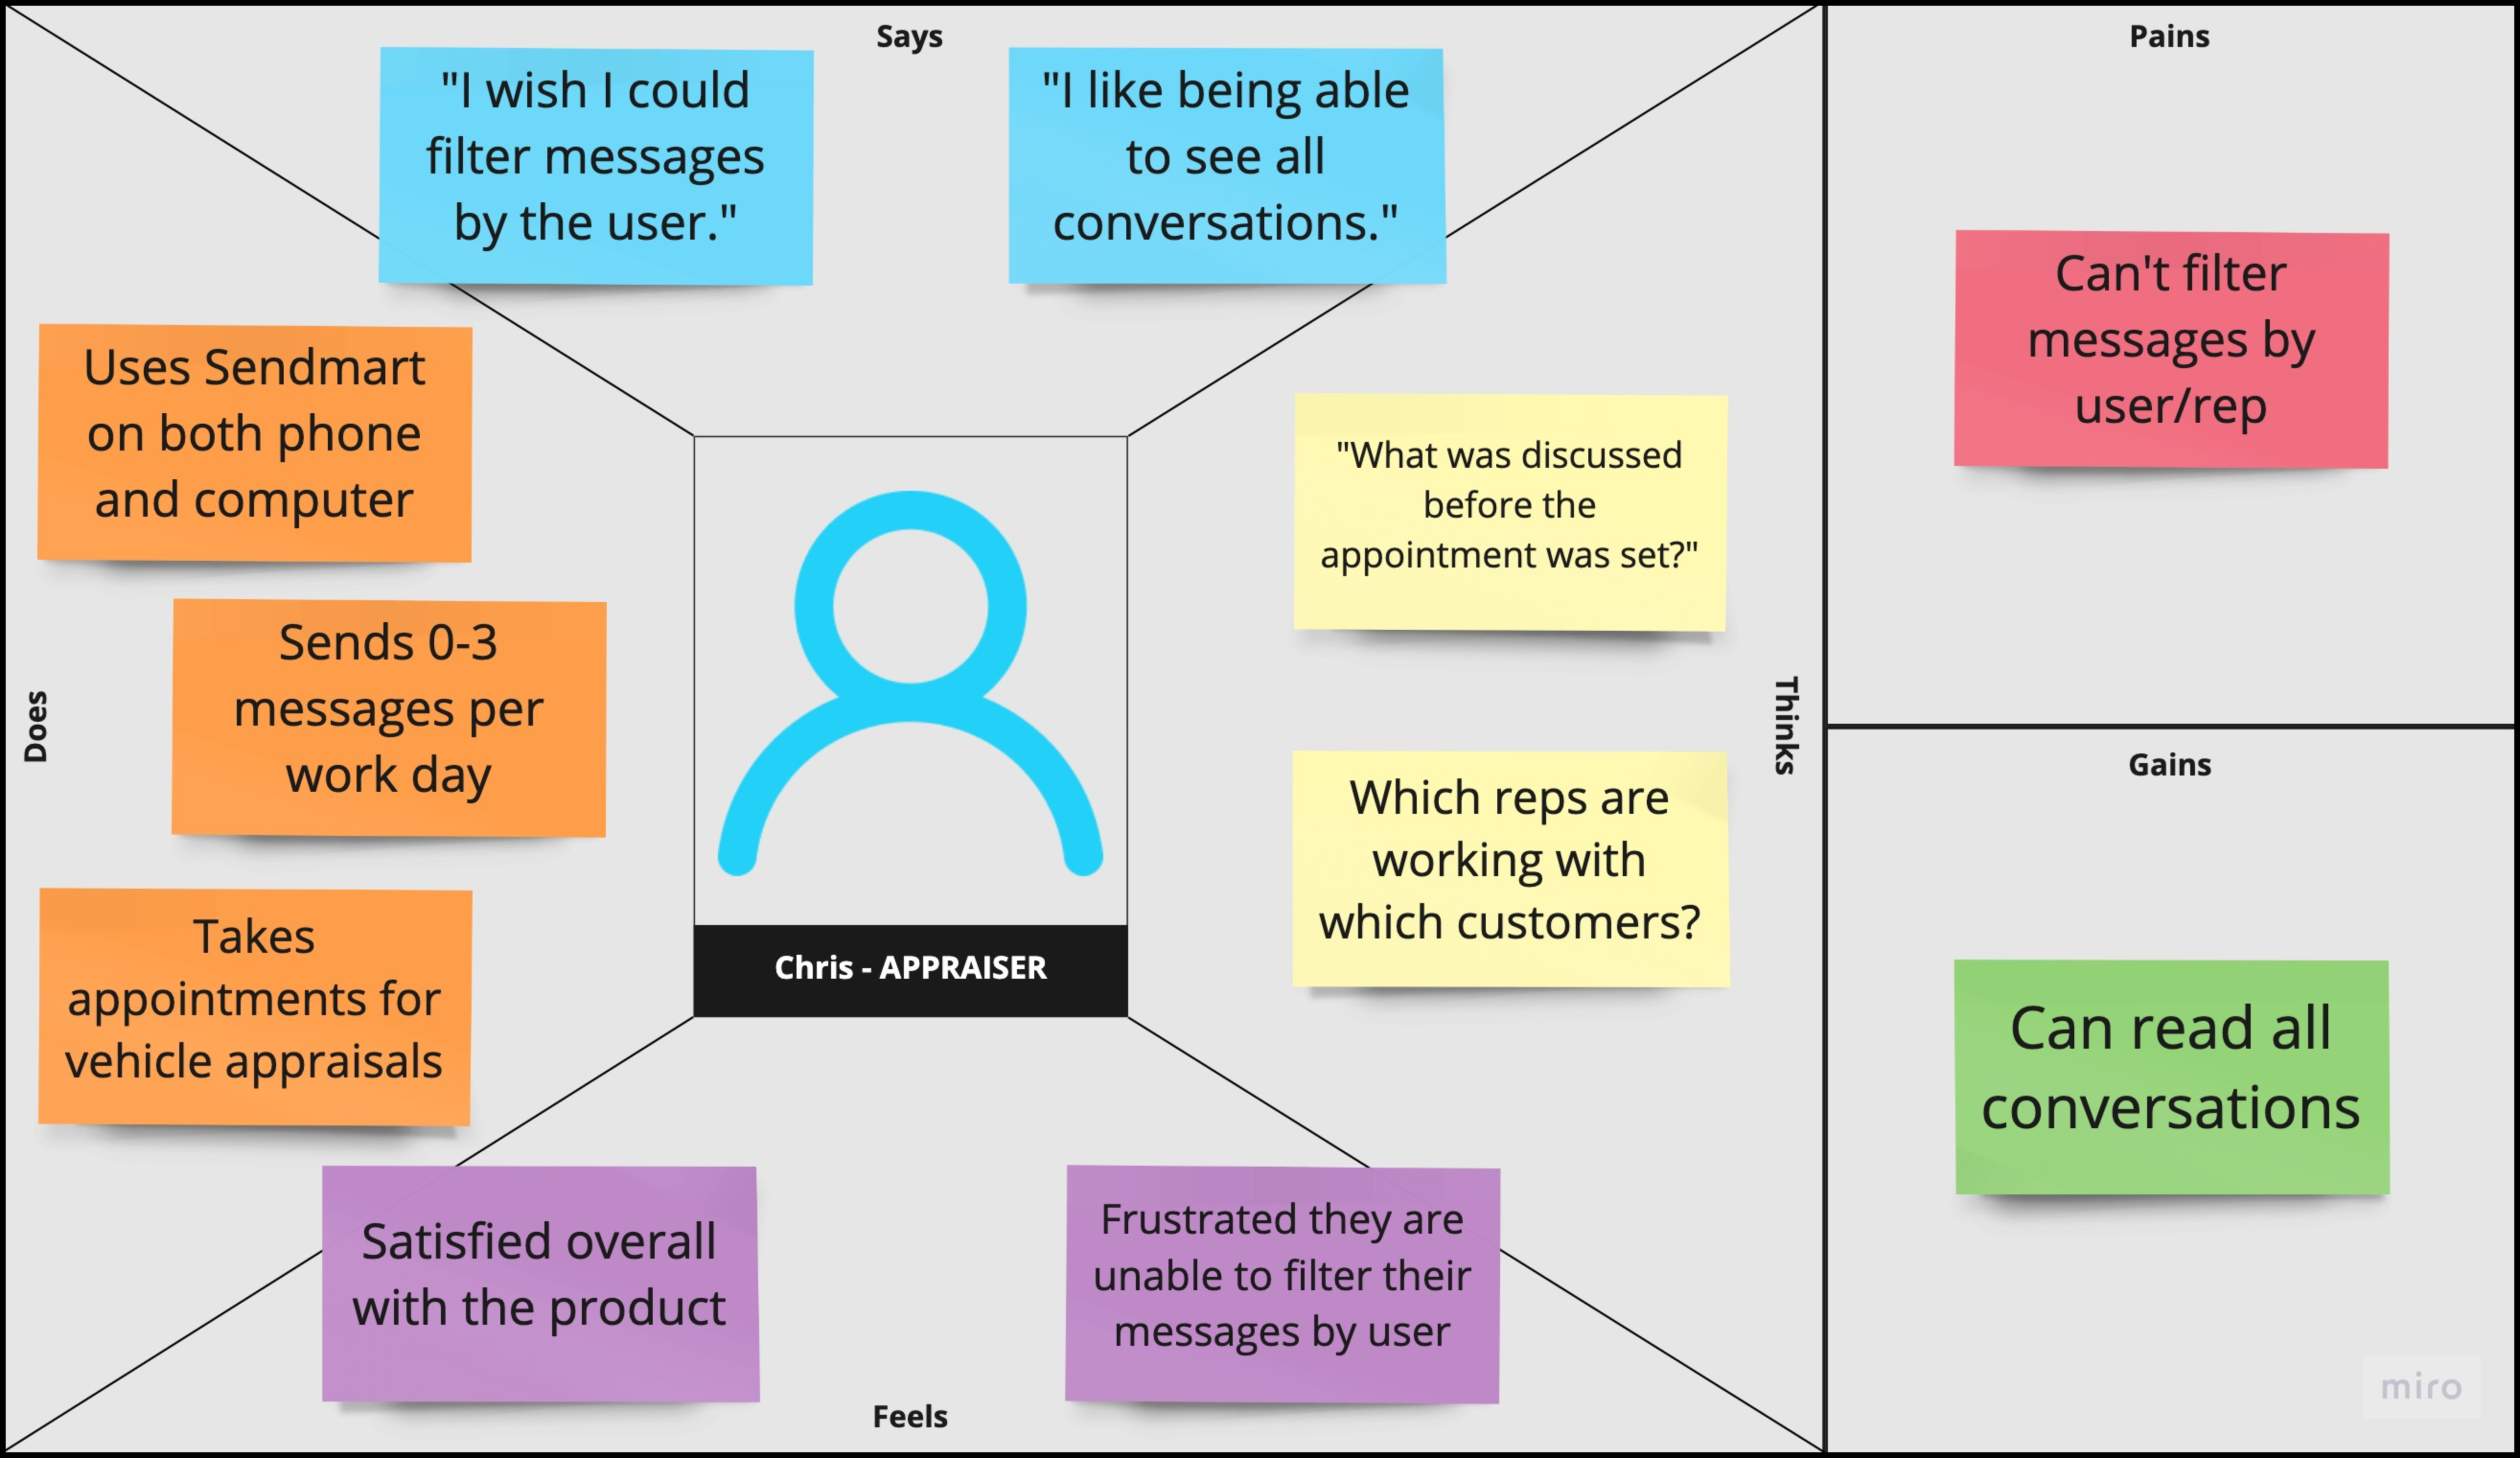 Says
"I wish I could
filter messages
by the user."
"I like being able
to see all
conversations."
Does
Uses Sendmart
on both phone
and computer
Sends 0-3
messages per
work day
Takes
appointments for
vehicle appraisals
Chris - APPRAISER
Thinks
"What was discussed
before the
appointment was set?"
Which reps are
working with
which customers?
Feels
Satisfied overall
with the product
Frustrated they are
unable to filter their
messages by user
Pains
Can't filter
messages by
user/rep
Gains
Can read all
conversations
miro